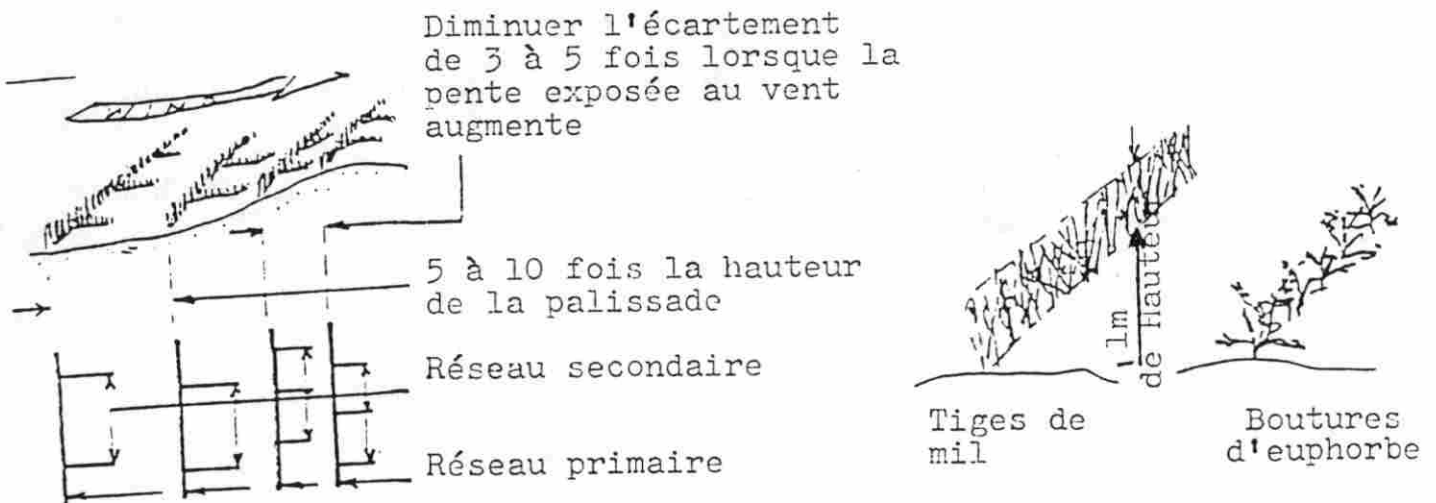 Diminuer l'écartement
de 3 à 5 fois lorsque la
pente exposée au vent
augmente
5 à 10 fois la hauteur
de la palissade
Réseau secondaire
Réseau primaire
1m
de Hauteur
Tiges de
mil
Boutures
d'euphorbe